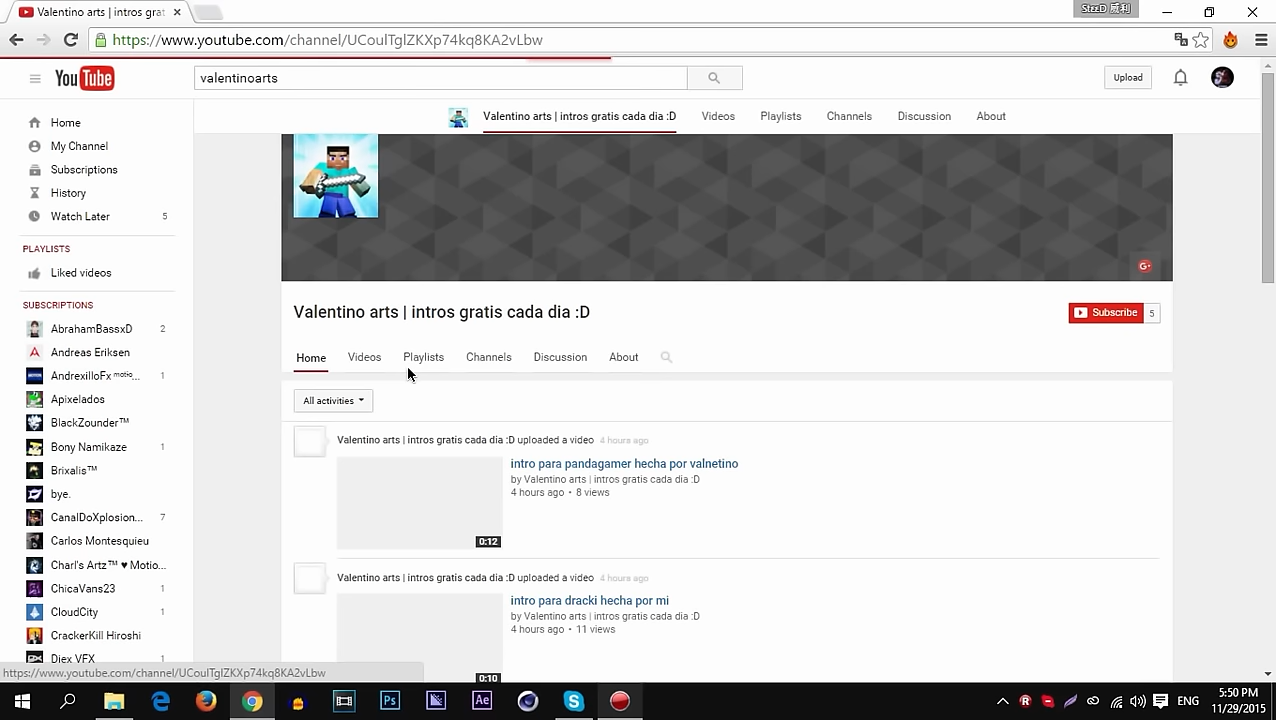 Valentino arts | intros grat
StzzD 威利
https://www.youtube.com/channel/UCoulTglZKXp74kq8KA2vLbw
YouTube
valentinoarts
Upload
Valentino arts | intros gratis cada dia :D Videos Playlists Channels Discussion About
Home
My Channel
Subscriptions
History
Watch Later 5
PLAYLISTS
Liked videos
SUBSCRIPTIONS
AbrahamBassxD 2
Andreas Eriksen
AndrexilloFx ᵐᵒᵗⁱᵒ... 1
Apixelados
BlackZounder™
Bony Namikaze 1
Brixalis™
bye.
CanalDoXplosion... 7
Carlos Montesquieu
Charl's Artz™ ♥ Motio...
ChicaVans23 1
CloudCity 1
CrackerKill Hiroshi
Diex VFX 1
Valentino arts | intros gratis cada dia :D
Subscribe 5
Home Videos Playlists Channels Discussion About
All activities
Valentino arts | intros gratis cada dia :D uploaded a video 4 hours ago
intro para pandagamer hecha por valnetino
by Valentino arts | intros gratis cada dia :D
4 hours ago • 8 views
0:12
Valentino arts | intros gratis cada dia :D uploaded a video 4 hours ago
intro para dracki hecha por mi
by Valentino arts | intros gratis cada dia :D
4 hours ago • 11 views
0:10
https://www.youtube.com/channel/UCoulTglZKXp74kq8KA2vLbw
Ps
Ae
ENG
5:50 PM
11/29/2015